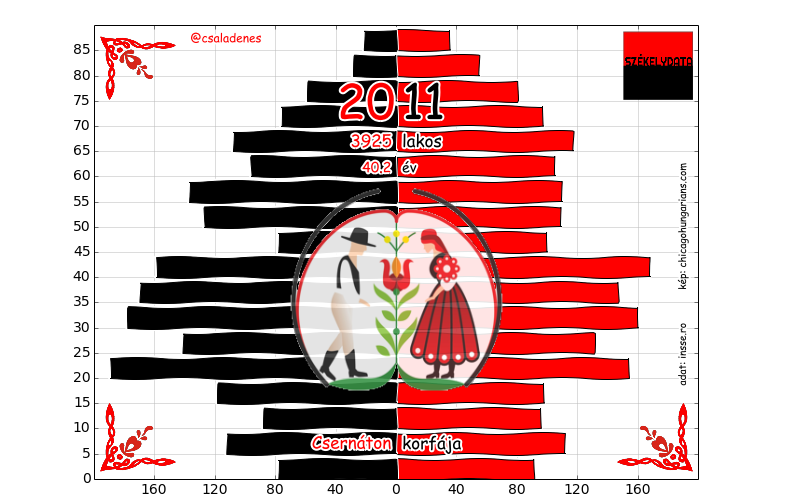 @csaladenes
SZÉKELYDATA
2011
3925 lakos
40.2 év
Csernáton korfája
kép: chicagohungarians.com
adat: insse.ro
85
80
75
70
65
60
55
50
45
40
35
30
25
20
15
10
5
0
160 120 80 40 0 40 80 120 160